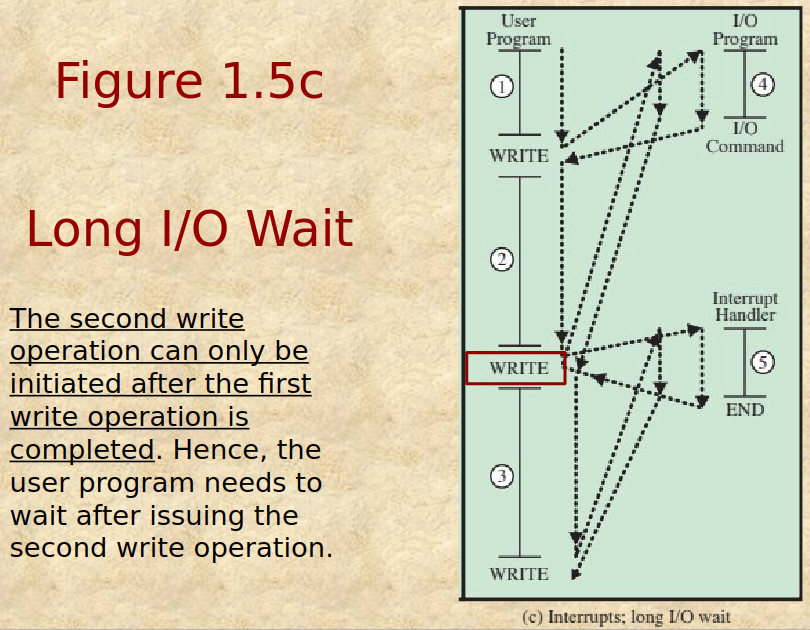 Figure 1.5c
Long I/O Wait
The second write
operation can only be
initiated after the first
write operation is
completed. Hence, the
user program needs to
wait after issuing the
second write operation.
User
Program
I/O
Program
1
4
WRITE
I/O
Command
2
Interrupt
Handler
WRITE
5
END
3
WRITE
(c) Interrupts; long I/O wait